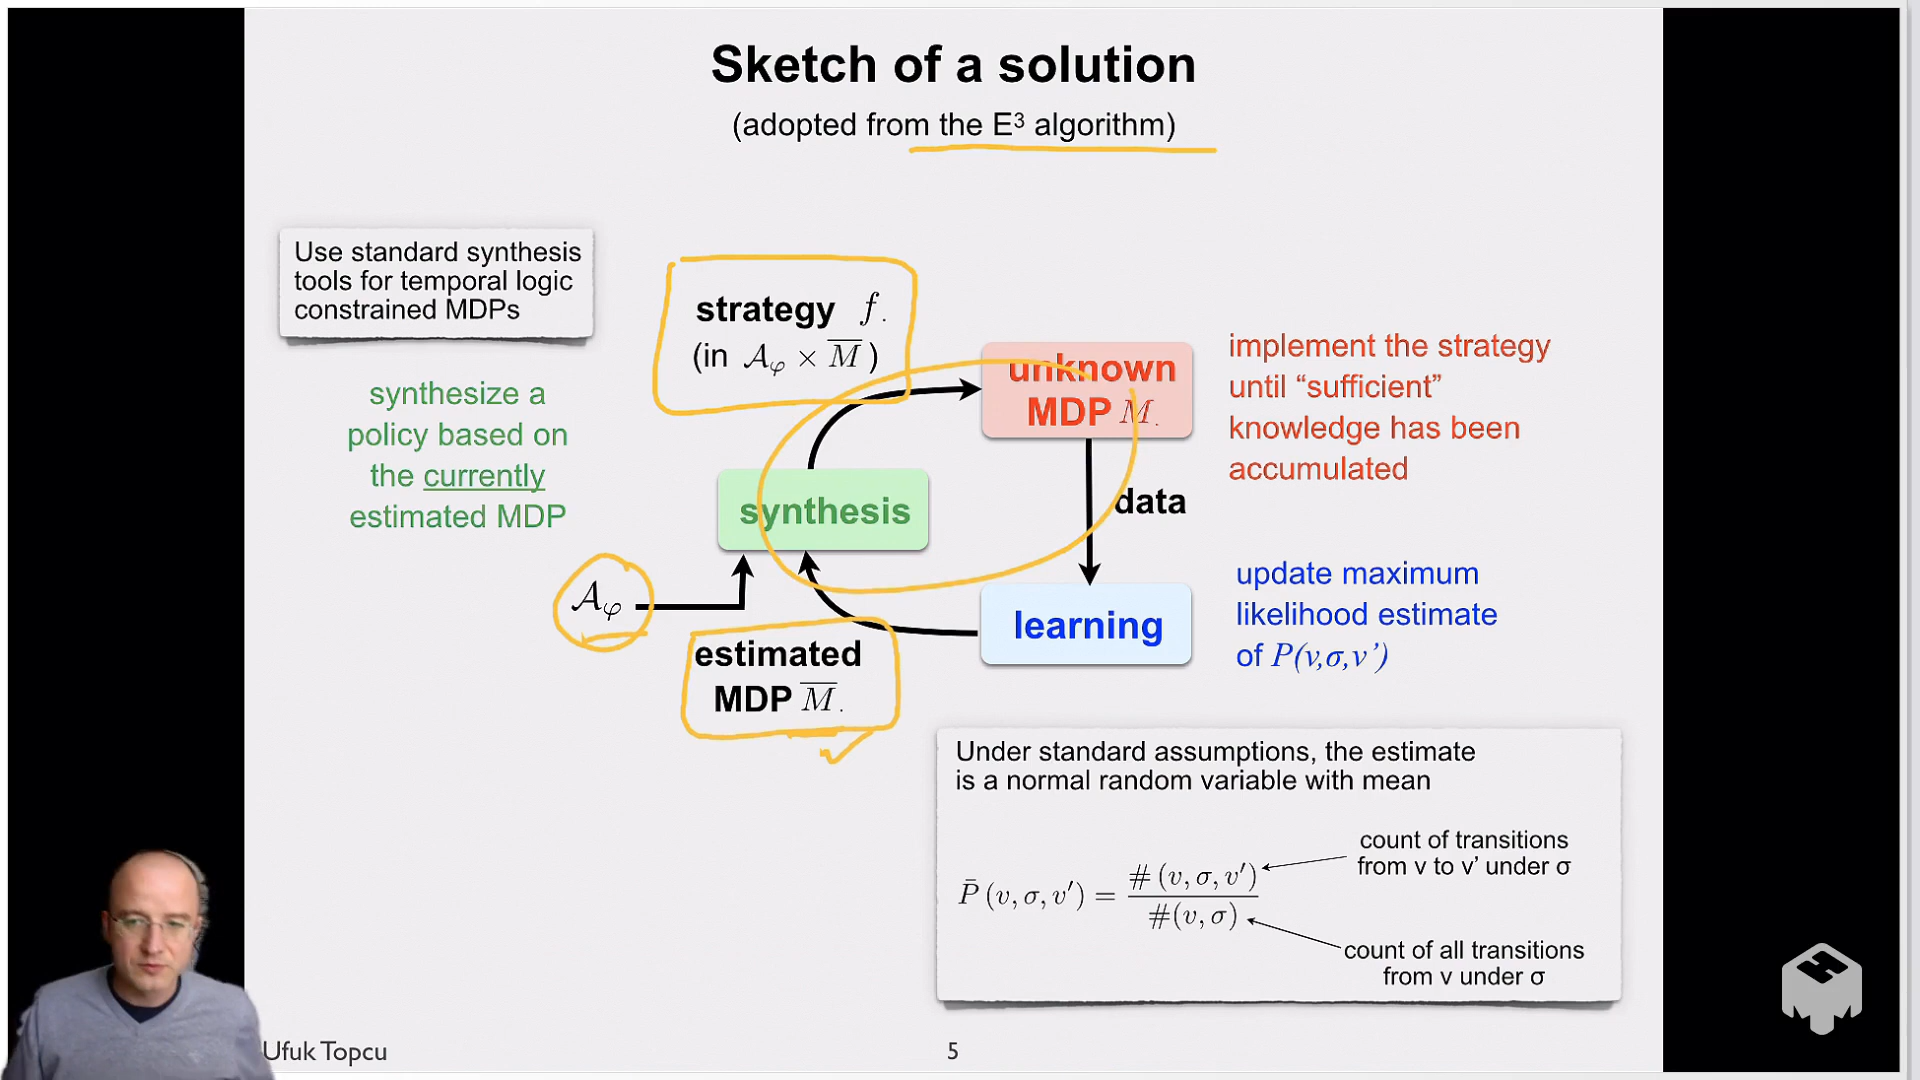 Sketch of a solution
(adopted from the E³ algorithm)
Use standard synthesis
tools for temporal logic
constrained MDPs
strategy f.
(in 𝒜φ × M̅ )
synthesize a
policy based on
the currently
estimated MDP
unknown
MDP M.
implement the strategy
until “sufficient”
knowledge has been
accumulated
synthesis
data
𝒜φ
estimated
MDP M̅.
learning
update maximum
likelihood estimate
of P(v,σ,v’)
Under standard assumptions, the estimate
is a normal random variable with mean
P̄ (v, σ, v′) = # (v, σ, v′) / #(v, σ)
count of transitions
from v to v’ under σ
count of all transitions
from v under σ
Ufuk Topcu
5